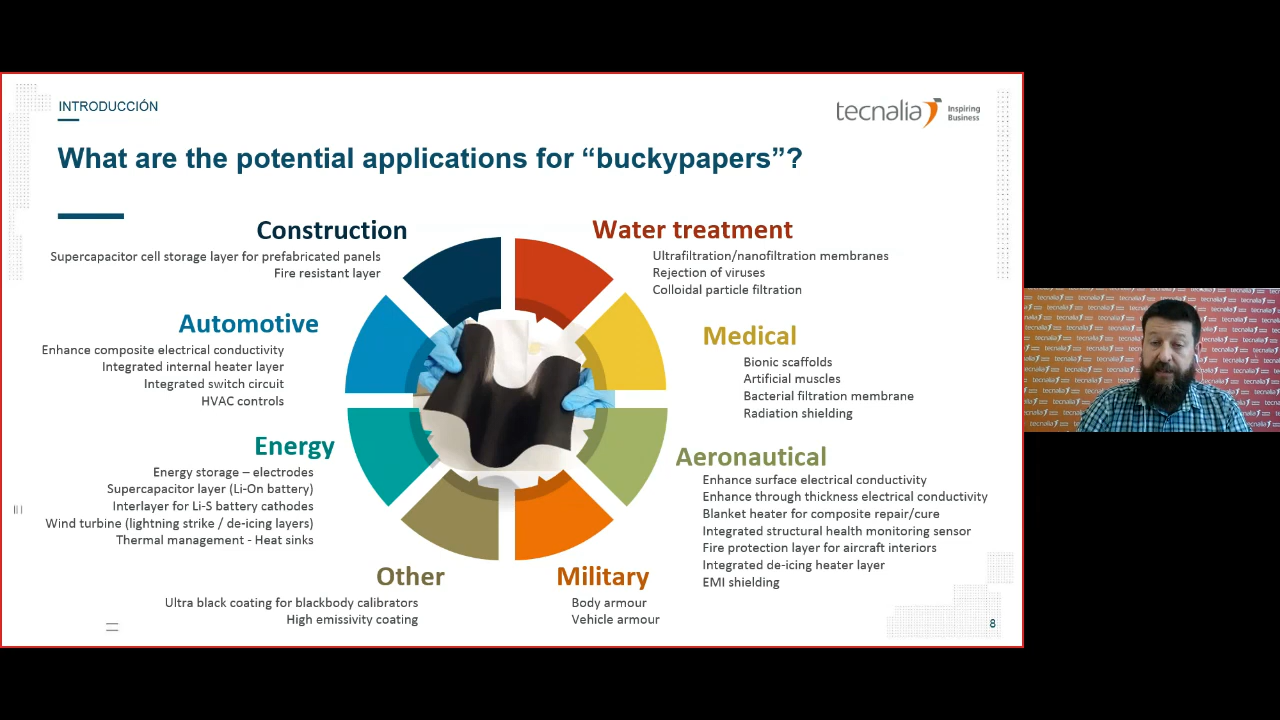 INTRODUCCIÓN
tecnalia Inspiring Business
What are the potential applications for “buckypapers”?
Construction
Supercapacitor cell storage layer for prefabricated panels
Fire resistant layer
Water treatment
Ultrafiltration/nanofiltration membranes
Rejection of viruses
Colloidal particle filtration
Automotive
Enhance composite electrical conductivity
Integrated internal heater layer
Integrated switch circuit
HVAC controls
Medical
Bionic scaffolds
Artificial muscles
Bacterial filtration membrane
Radiation shielding
Energy
Energy storage – electrodes
Supercapacitor layer (Li-On battery)
Interlayer for Li-S battery cathodes
Wind turbine (lightning strike / de-icing layers)
Thermal management - Heat sinks
Aeronautical
Enhance surface electrical conductivity
Enhance through thickness electrical conductivity
Blanket heater for composite repair/cure
Integrated structural health monitoring sensor
Fire protection layer for aircraft interiors
Integrated de-icing heater layer
EMI shielding
Other
Ultra black coating for blackbody calibrators
High emissivity coating
Military
Body armour
Vehicle armour
8